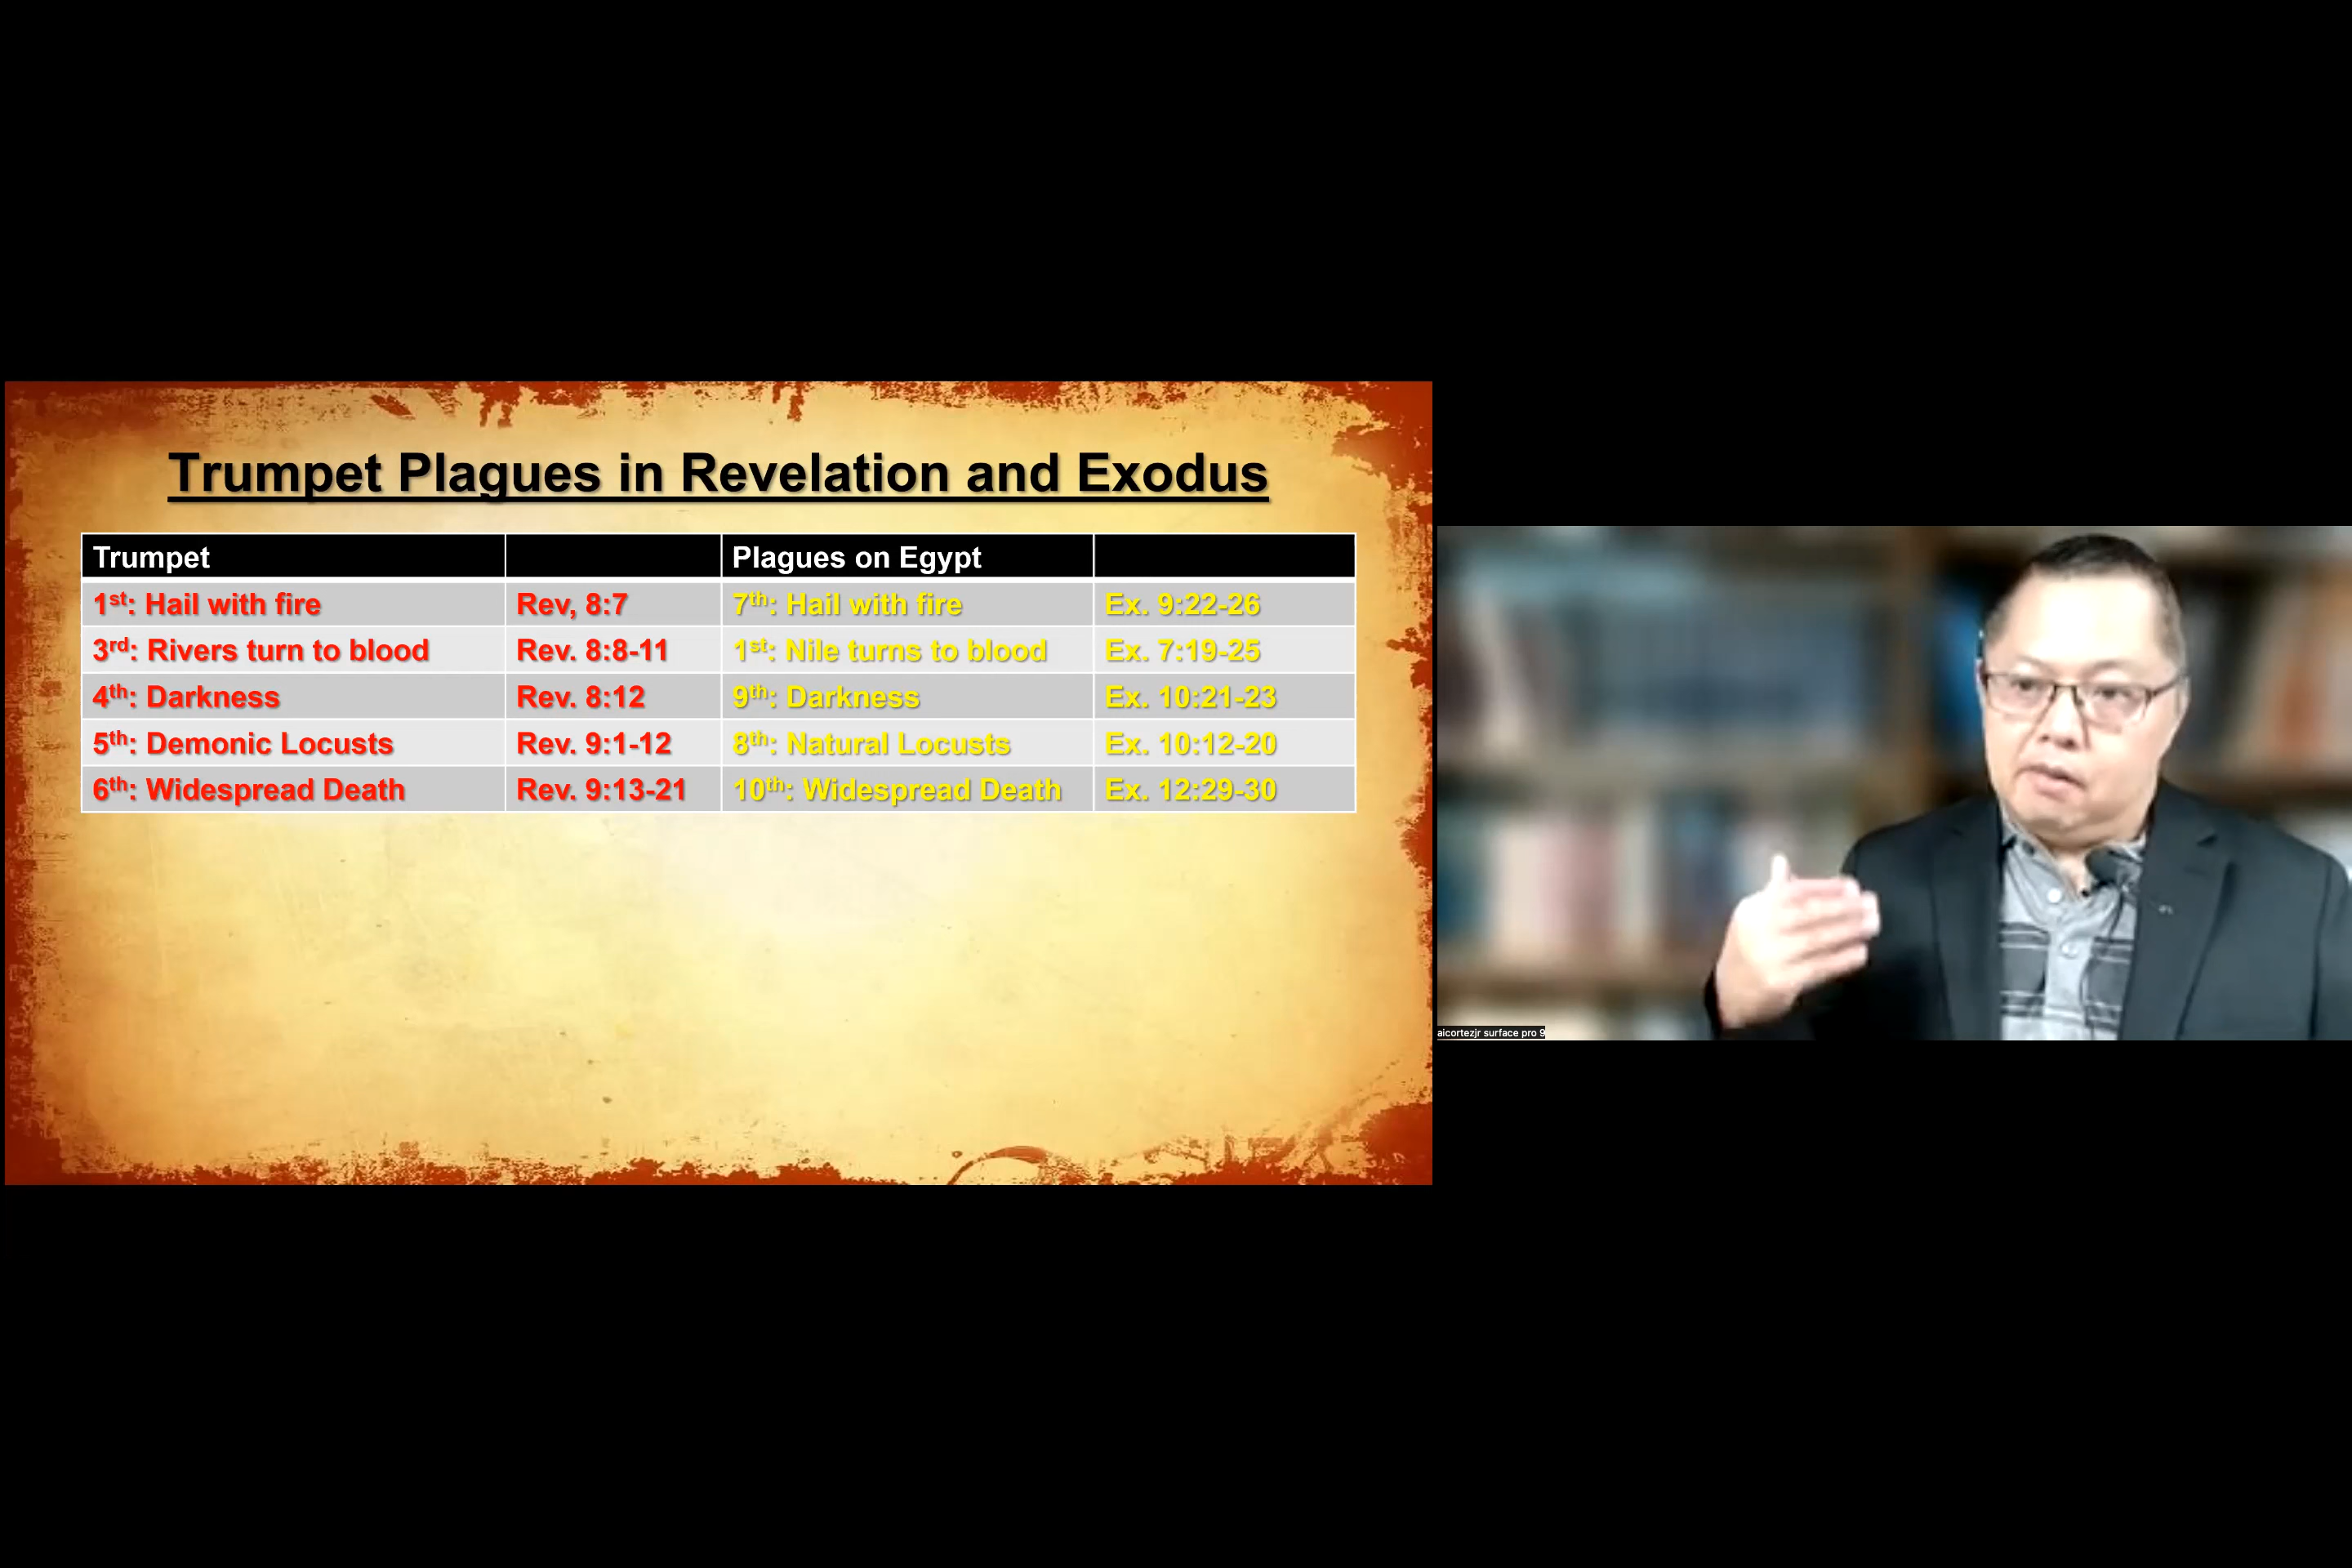 Trumpet Plagues in Revelation and Exodus
Trumpet Plagues on Egypt
1st: Hail with fire Rev, 8:7 7th: Hail with fire Ex. 9:22-26
3rd: Rivers turn to blood Rev. 8:8-11 1st: Nile turns to blood Ex. 7:19-25
4th: Darkness Rev. 8:12 9th: Darkness Ex. 10:21-23
5th: Demonic Locusts Rev. 9:1-12 8th: Natural Locusts Ex. 10:12-20
6th: Widespread Death Rev. 9:13-21 10th: Widespread Death Ex. 12:29-30
aicortezjr surface pro 9